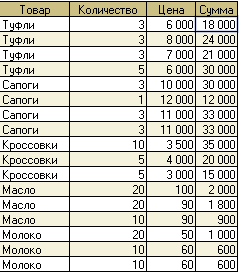 Товар Количество Цена Сумма
Туфли 3 6 000 18 000
Туфли 3 8 000 24 000
Туфли 3 7 000 21 000
Туфли 5 6 000 30 000
Сапоги 3 10 000 30 000
Сапоги 1 12 000 12 000
Сапоги 3 11 000 33 000
Сапоги 3 11 000 33 000
Кроссовки 10 3 500 35 000
Кроссовки 5 4 000 20 000
Кроссовки 5 3 000 15 000
Масло 20 100 2 000
Масло 20 90 1 800
Масло 10 90 900
Молоко 20 50 1 000
Молоко 10 60 600
Молоко 10 60 600